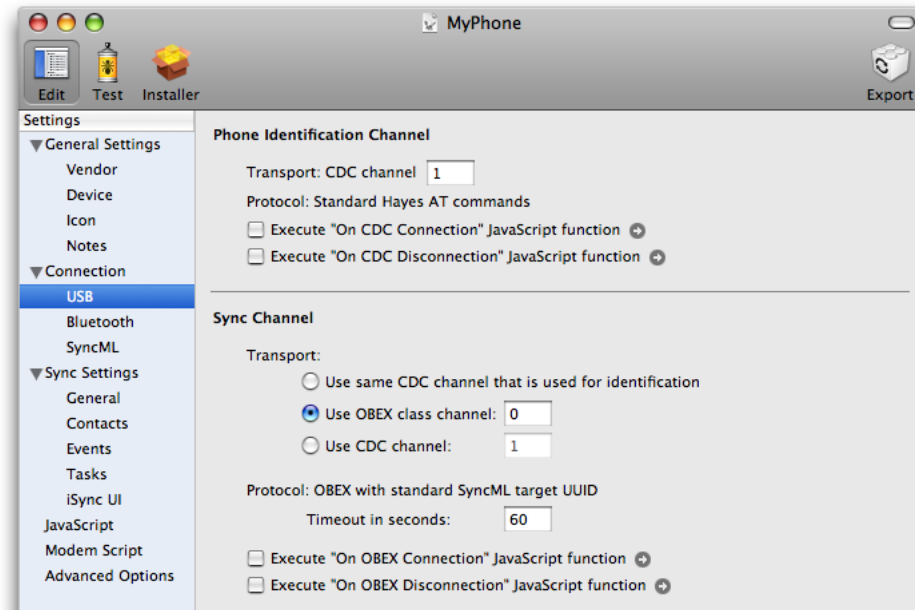 MyPhone
Edit
Test
Installer
Export
Settings
General Settings
Vendor
Device
Icon
Notes
Connection
USB
Bluetooth
SyncML
Sync Settings
General
Contacts
Events
Tasks
iSync UI
JavaScript
Modem Script
Advanced Options
Phone Identification Channel
Transport: CDC channel 1
Protocol: Standard Hayes AT commands
Execute "On CDC Connection" JavaScript function
Execute "On CDC Disconnection" JavaScript function
Sync Channel
Transport:
Use same CDC channel that is used for identification
Use OBEX class channel: 0
Use CDC channel: 1
Protocol: OBEX with standard SyncML target UUID
Timeout in seconds: 60
Execute "On OBEX Connection" JavaScript function
Execute "On OBEX Disconnection" JavaScript function